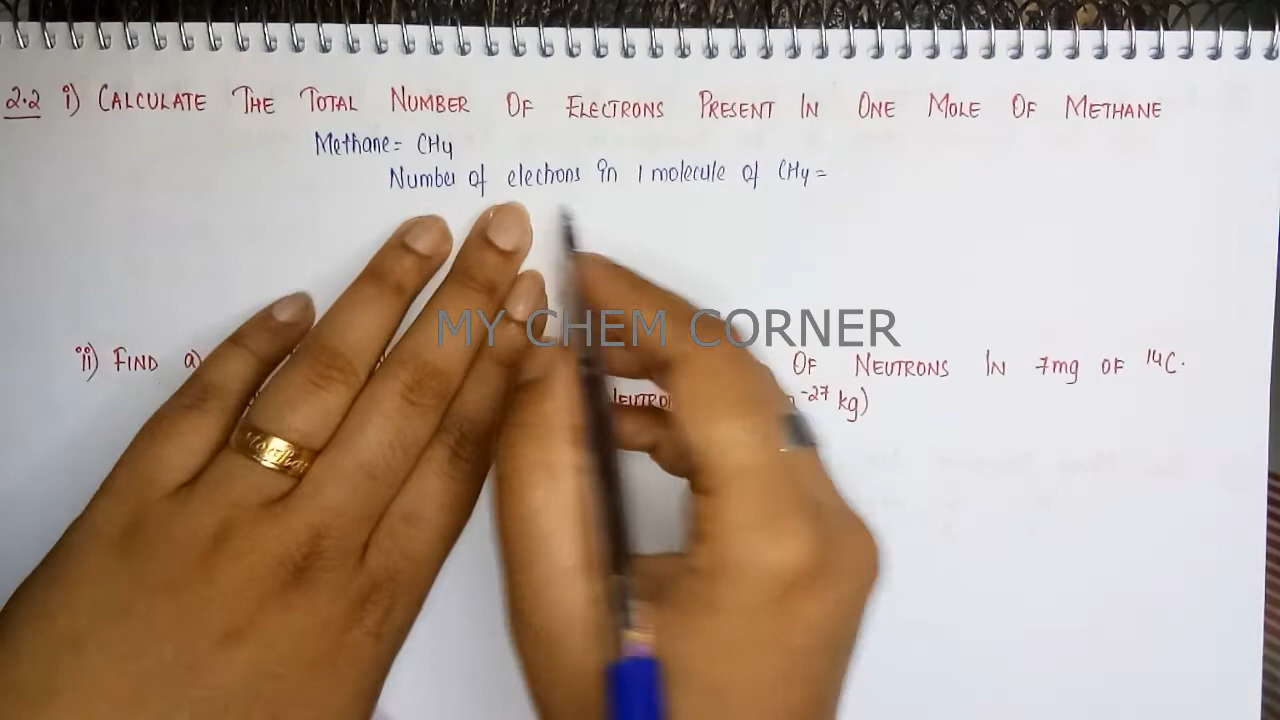 2.2 i) CALCULATE THE TOTAL NUMBER OF ELECTRONS PRESENT IN ONE MOLE OF METHANE
Methane = CH4
Number of electrons in 1 molecule of CH4 =
MY CHEM CORNER
ii) FIND a) OF NEUTRONS IN 7mg OF 14C.
-27 kg)